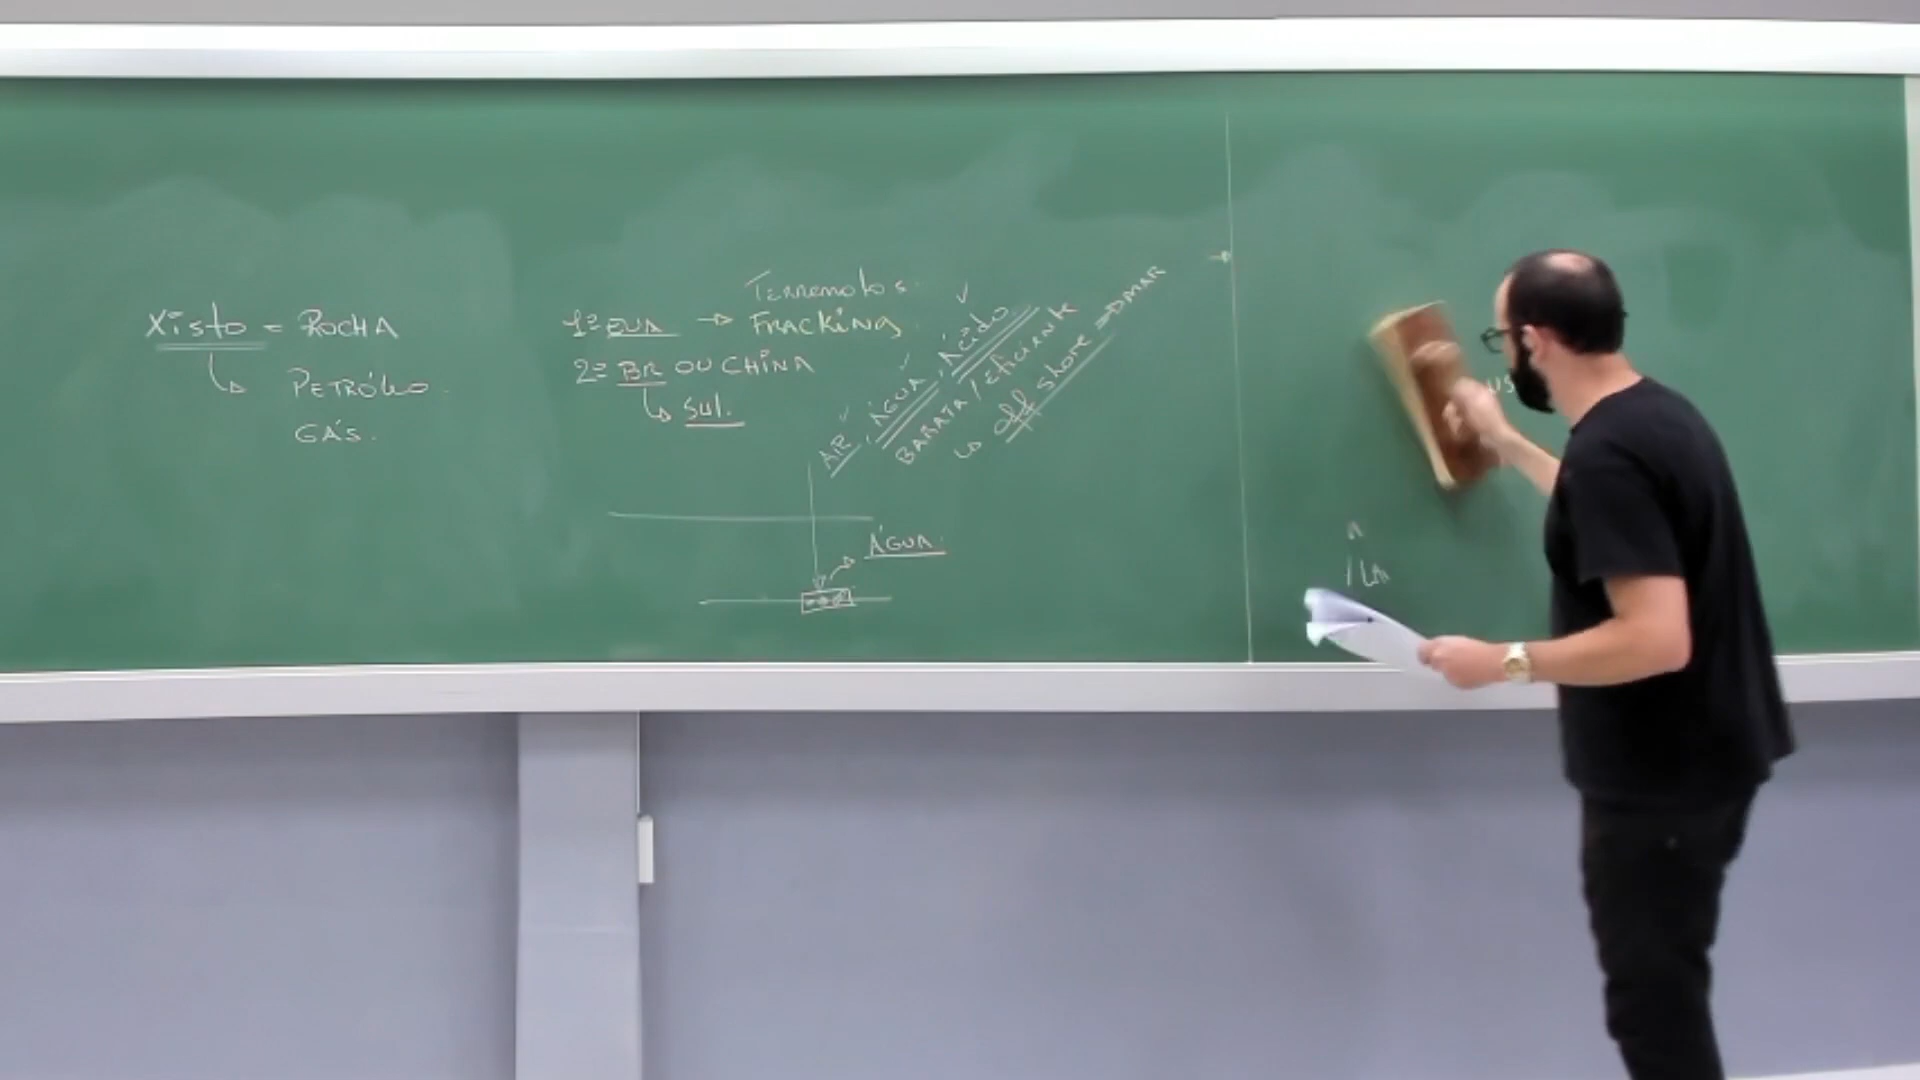 Xisto = ROCHA
PETRÓLEO
GÁS.
TERREMOTOS.
1º EUA → FRACKING
2º BR OU CHINA
SUL.
AR, ÁGUA, ÁCIDO.
BARATA / EFICIENTE
off shore → MAR
ÁGUA.